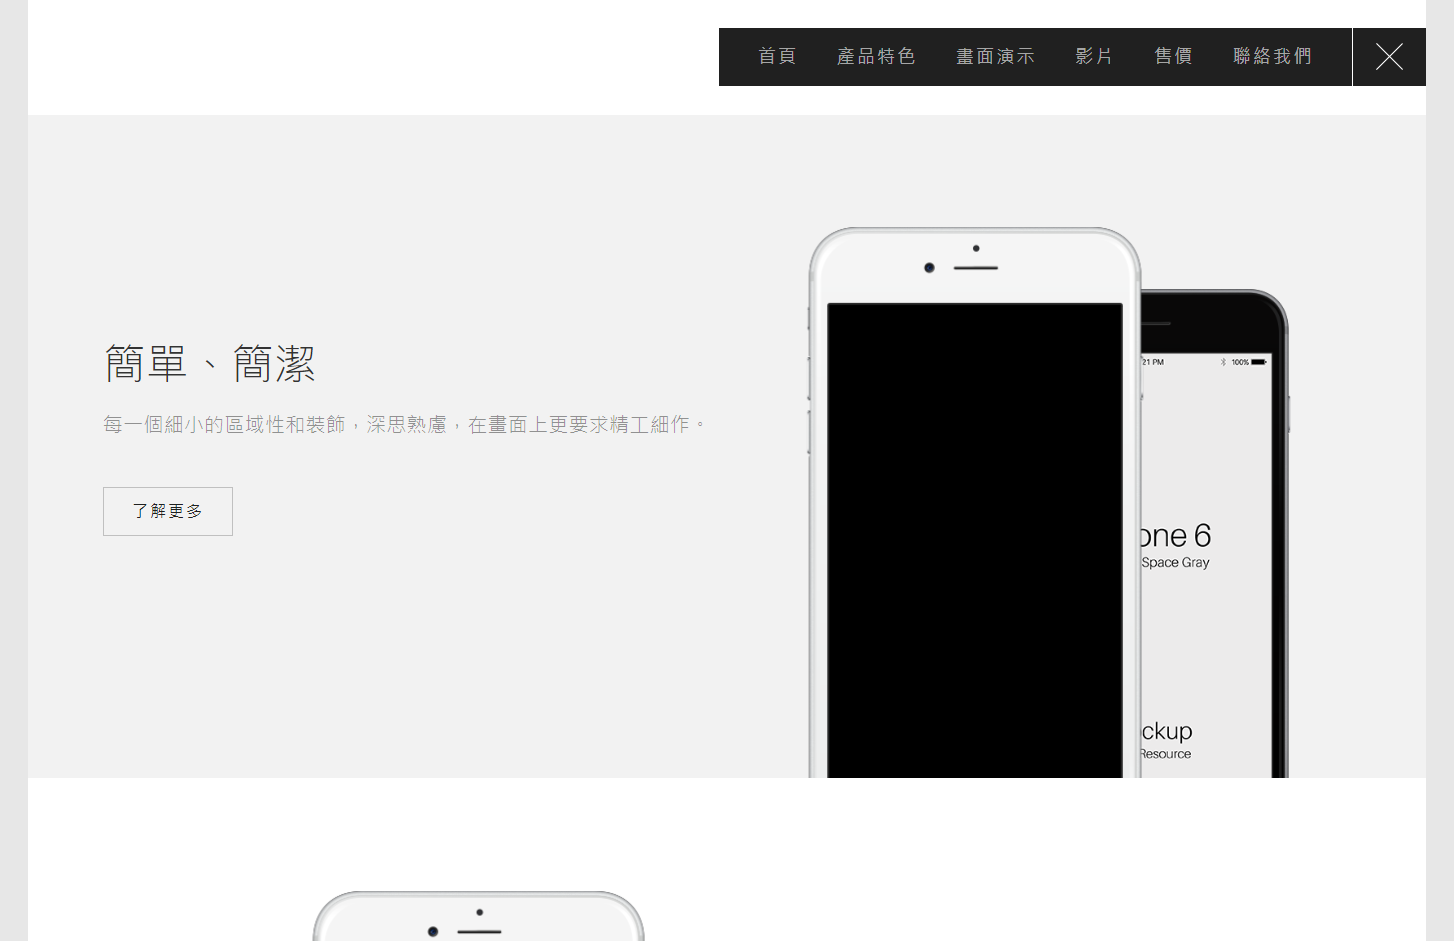 首頁 產品特色 畫面演示 影片 售價 聯絡我們
簡單、簡潔
每一個細小的區域性和裝飾，深思熟慮，在畫面上更要求精工細作。
了解更多
21 PM 100%
one 6
Space Gray
ckup
Resource